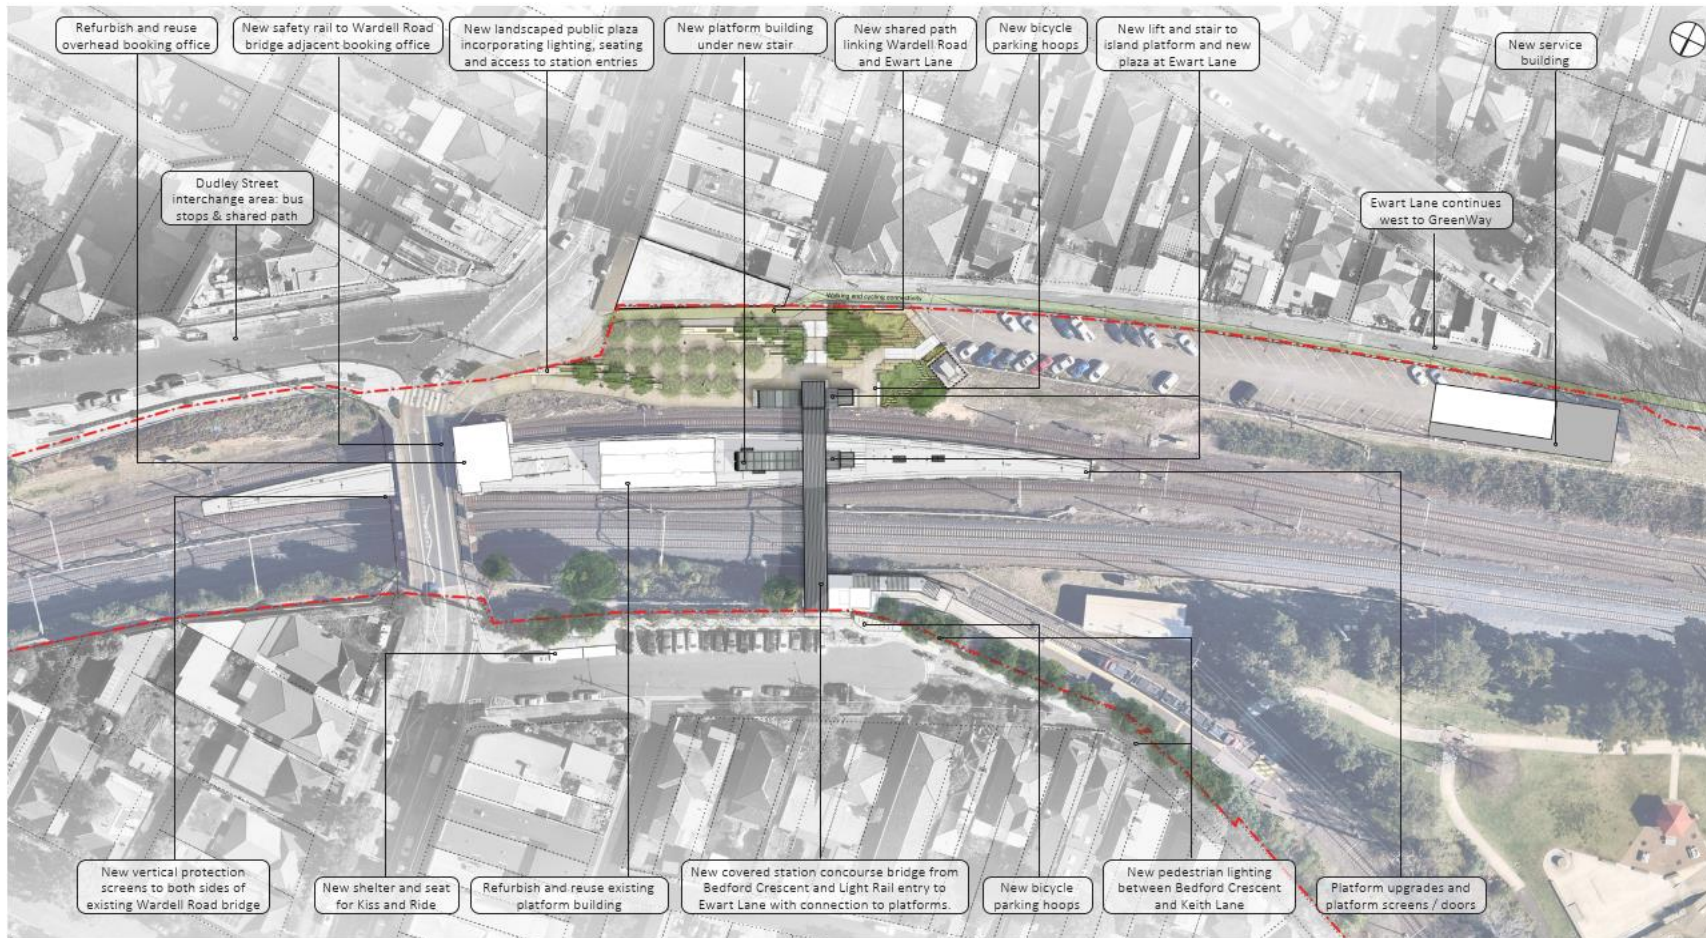 Refurbish and reuse
overhead booking office
New safety rail to Wardell Road
bridge adjacent booking office
New landscaped public plaza
incorporating lighting, seating
and access to station entries
New platform building
under new stair
New shared path
linking Wardell Road
and Ewart Lane
New bicycle
parking hoops
New lift and stair to
island platform and new
plaza at Ewart Lane
New service
building
Dudley Street
interchange area: bus
stops & shared path
Ewart Lane continues
west to GreenWay
Walking and cycling connectivity
New vertical protection
screens to both sides of
existing Wardell Road bridge
New shelter and seat
for Kiss and Ride
Refurbish and reuse existing
platform building
New covered station concourse bridge from
Bedford Crescent and Light Rail entry to
Ewart Lane with connection to platforms.
New bicycle
parking hoops
New pedestrian lighting
between Bedford Crescent
and Keith Lane
Platform upgrades and
platform screens / doors